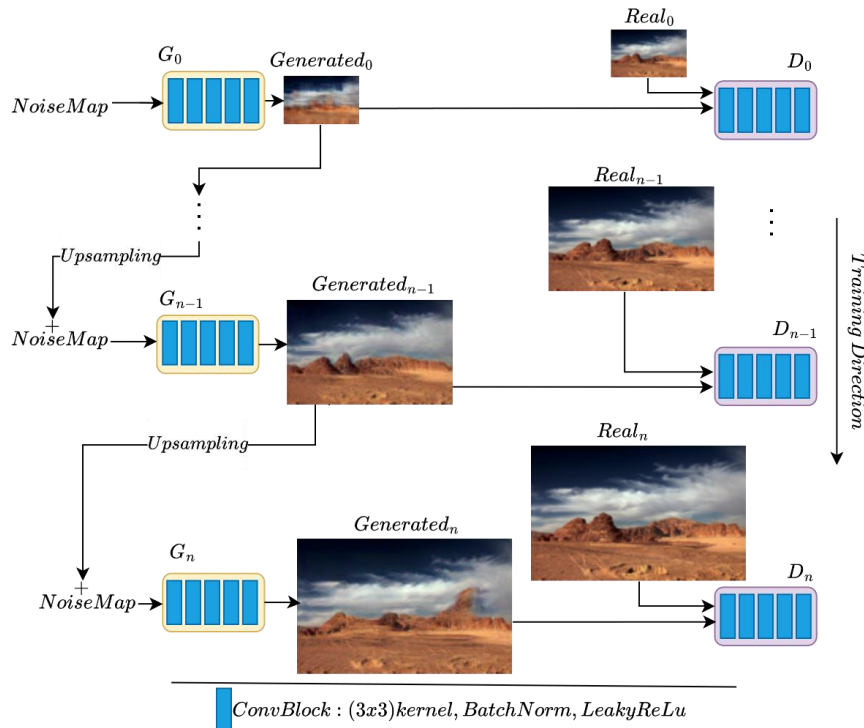 Real₀
G₀
Generated₀
D₀
NoiseMap
Realₙ₋₁
Upsampling
Gₙ₋₁
Generatedₙ₋₁
+
NoiseMap
Dₙ₋₁
Training Direction
Upsampling
Realₙ
Gₙ
Generatedₙ
Dₙ
+
NoiseMap
ConvBlock : (3x3)kernel, BatchNorm, LeakyReLu